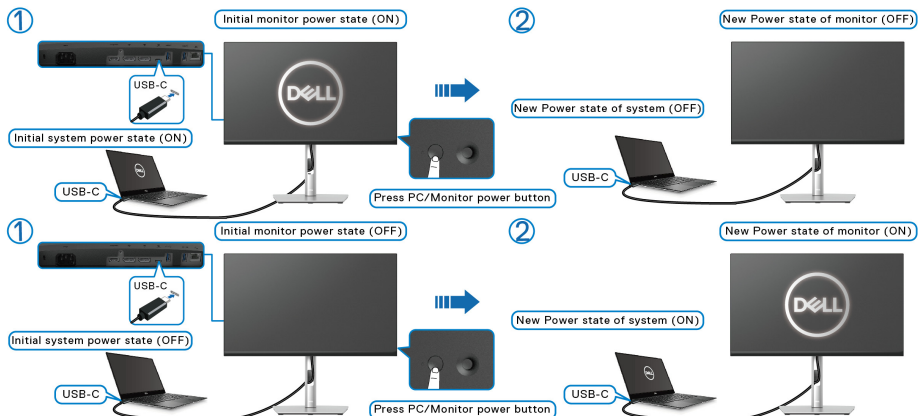 1
Initial monitor power state (ON)
2
New Power state of monitor (OFF)
USB-C
DELL
New Power state of system (OFF)
Initial system power state (ON)
DELL
USB-C
USB-C
Press PC/Monitor power button
1
Initial monitor power state (OFF)
2
New Power state of monitor (ON)
USB-C
DELL
New Power state of system (ON)
Initial system power state (OFF)
DELL
USB-C
USB-C
Press PC/Monitor power button